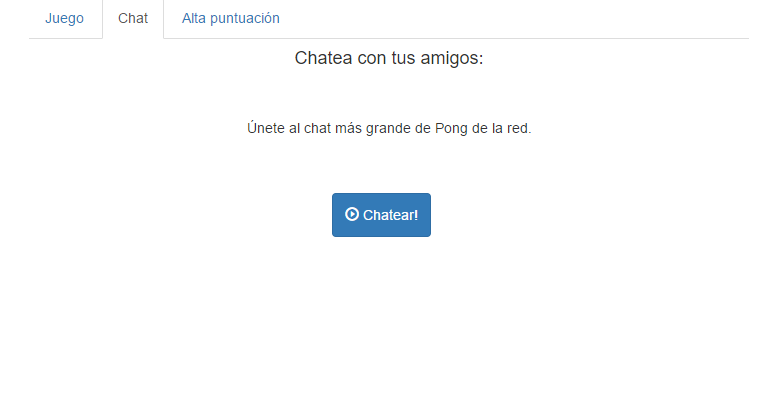 Juego Chat Alta puntuación
Chatea con tus amigos:
Únete al chat más grande de Pong de la red.
Chatear!